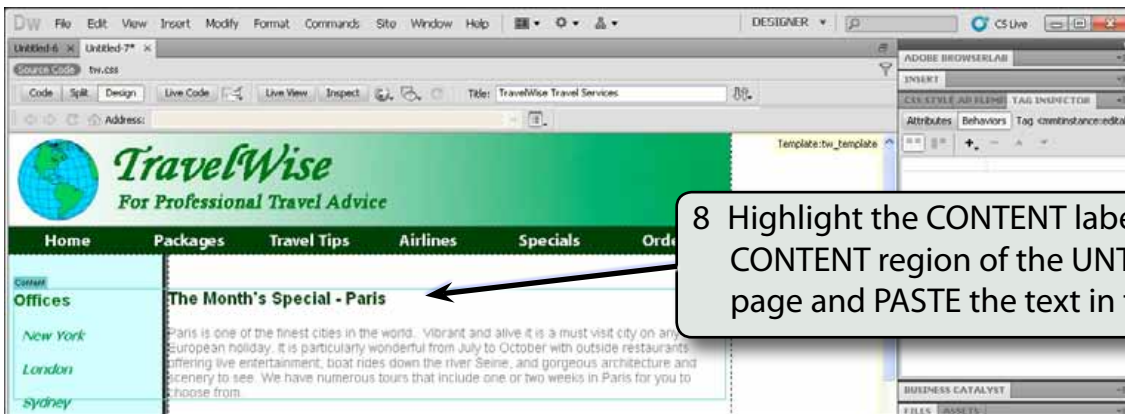 DW File Edit View Insert Modify Format Commands Site Window Help DESIGNER CS Live
Untitled-6 × Untitled-7* ×
Source Code tw.css
Code Split Design Live Code Live View Inspect Title: TravelWise Travel Services
Address:
ADOBE BROWSERLAB
INSERT
TAG INSPECTOR
Attributes Behaviors Tag <mmtinstance:edita
Template:tw_template
TravelWise
For Professional Travel Advice
Home Packages Travel Tips Airlines Specials Orde
8 Highlight the CONTENT labe
CONTENT region of the UNT
page and PASTE the text in
Content
Offices
New York
London
Sydney
The Month's Special - Paris
Paris is one of the finest cities in the world. Vibrant and alive it is a must visit city on any
European holiday. It is particularly wonderful from July to October with outside restaurants
offering live entertainment, boat rides down the river Seine, and gorgeous architecture and
scenery to see. We have numerous tours that include one or two weeks in Paris for you to
choose from.
BUSINESS CATALYST
FILES ASSETS